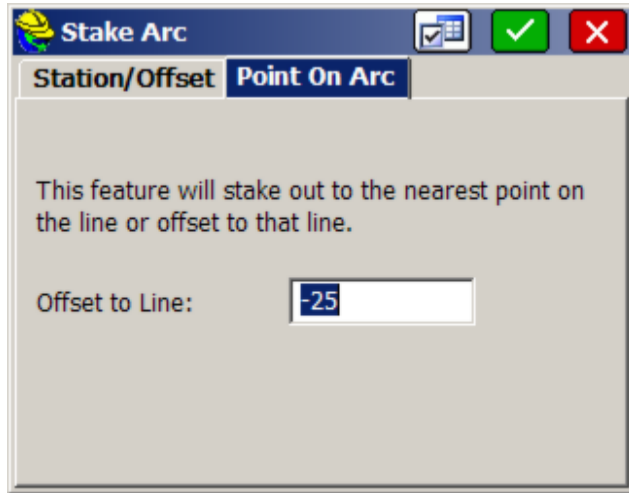 Stake Arc
Station/Offset Point On Arc
This feature will stake out to the nearest point on
the line or offset to that line.
Offset to Line: -25